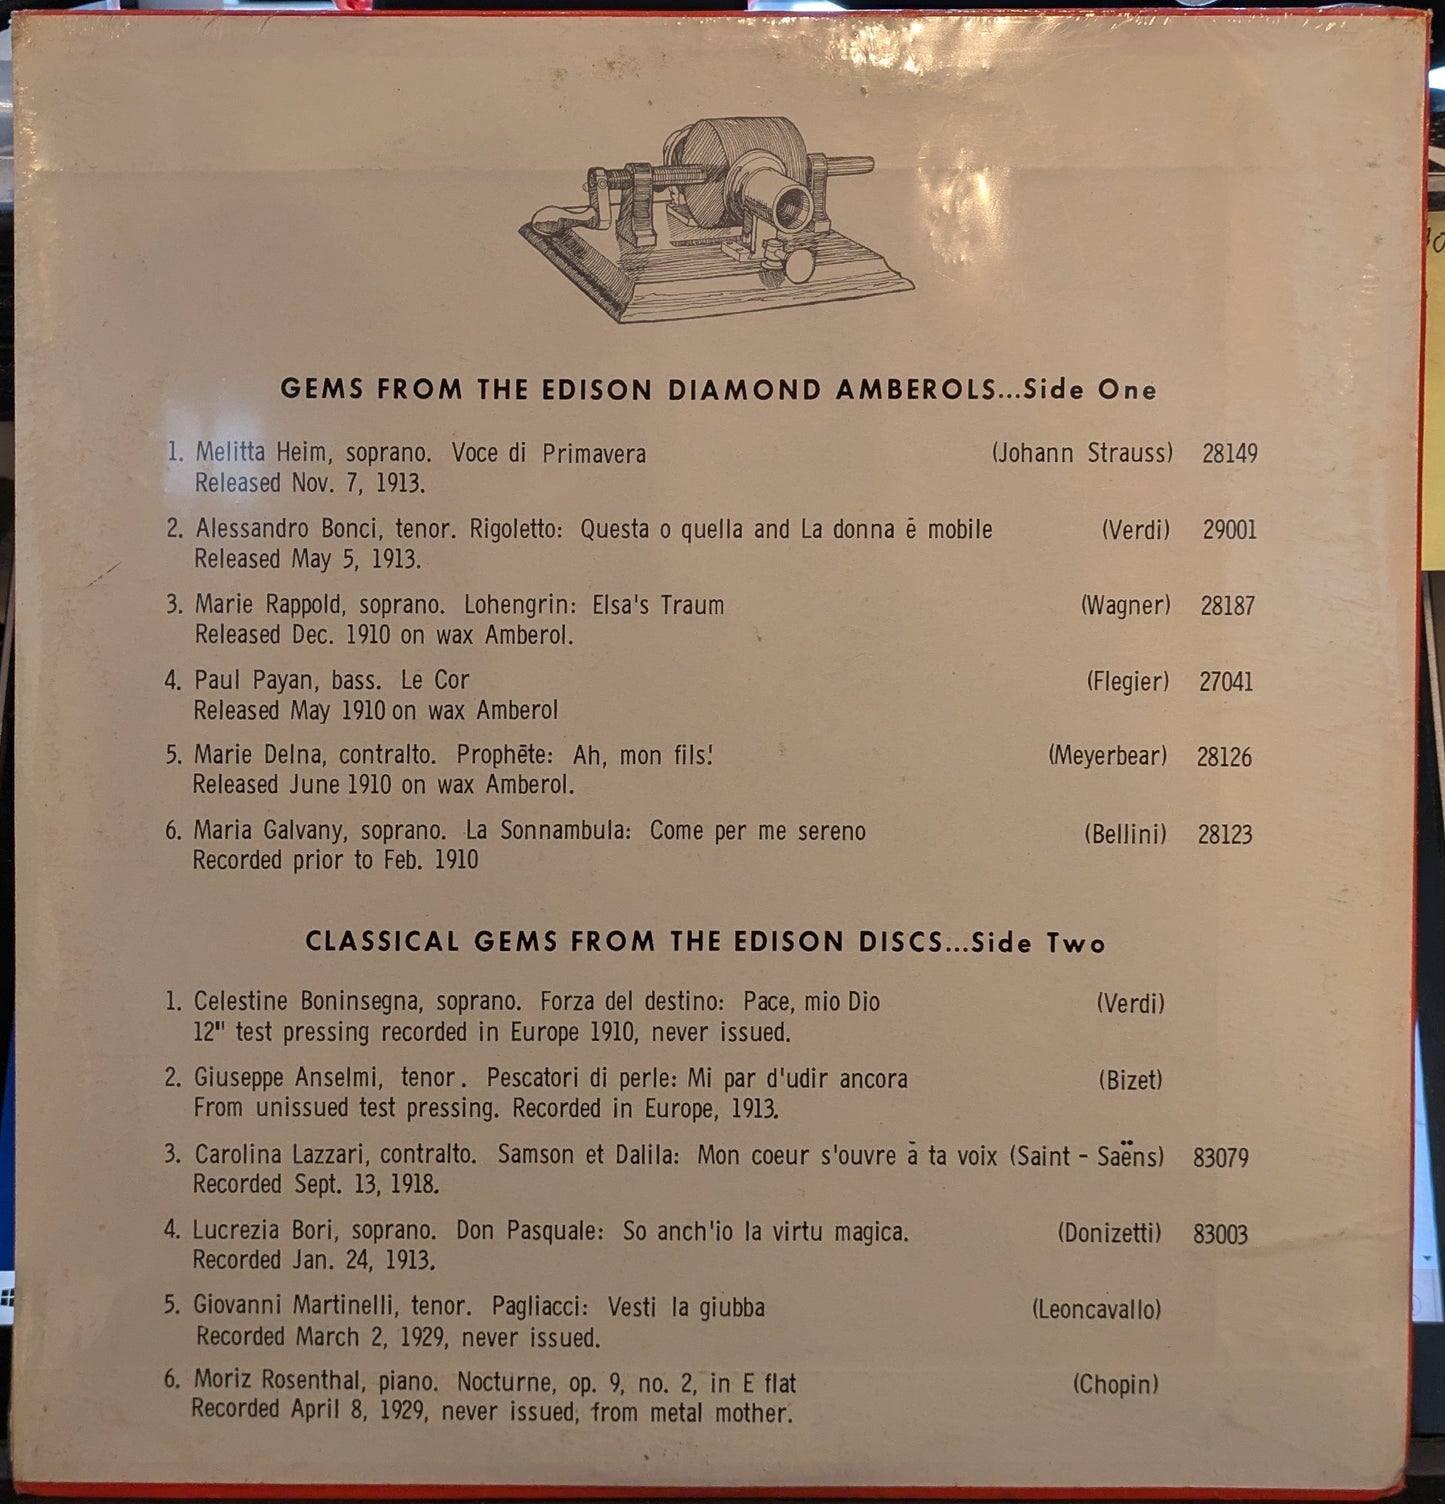 GEMS FROM THE EDISON DIAMOND AMBEROLS...Side One
1. Melitta Heim, soprano. Voce di Primavera (Johann Strauss) 28149
Released Nov. 7, 1913.
2. Alessandro Bonci, tenor. Rigoletto: Questa o quella and La donna ē mobile (Verdi) 29001
Released May 5, 1913.
3. Marie Rappold, soprano. Lohengrin: Elsa's Traum (Wagner) 28187
Released Dec. 1910 on wax Amberol.
4. Paul Payan, bass. Le Cor (Flegier) 27041
Released May 1910 on wax Amberol
5. Marie Delna, contralto. Prophēte: Ah, mon fils! (Meyerbear) 28126
Released June 1910 on wax Amberol.
6. Maria Galvany, soprano. La Sonnambula: Come per me sereno (Bellini) 28123
Recorded prior to Feb. 1910
CLASSICAL GEMS FROM THE EDISON DISCS...Side Two
1. Celestine Boninsegna, soprano. Forza del destino: Pace, mio Dio (Verdi)
12" test pressing recorded in Europe 1910, never issued.
2. Giuseppe Anselmi, tenor. Pescatori di perle: Mi par d'udir ancora (Bizet)
From unissued test pressing. Recorded in Europe, 1913.
3. Carolina Lazzari, contralto. Samson et Dalila: Mon coeur s'ouvre ā ta voix (Saint - Saëns) 83079
Recorded Sept. 13, 1918.
4. Lucrezia Bori, soprano. Don Pasquale: So anch'io la virtu magica. (Donizetti) 83003
Recorded Jan. 24, 1913.
5. Giovanni Martinelli, tenor. Pagliacci: Vesti la giubba (Leoncavallo)
Recorded March 2, 1929, never issued.
6. Moriz Rosenthal, piano. Nocturne, op. 9, no. 2, in E flat (Chopin)
Recorded April 8, 1929, never issued, from metal mother.